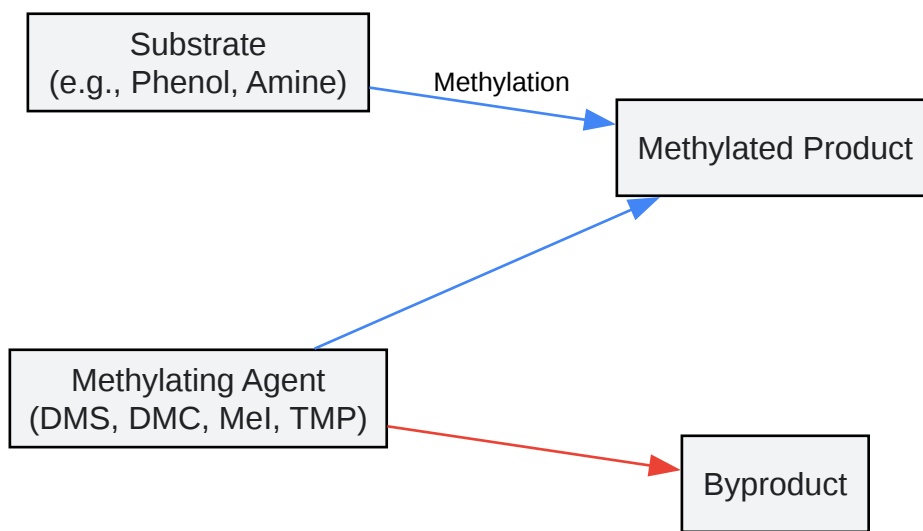 Substrate
(e.g., Phenol, Amine)
Methylation
Methylated Product
Methylating Agent
(DMS, DMC, MeI, TMP)
Byproduct